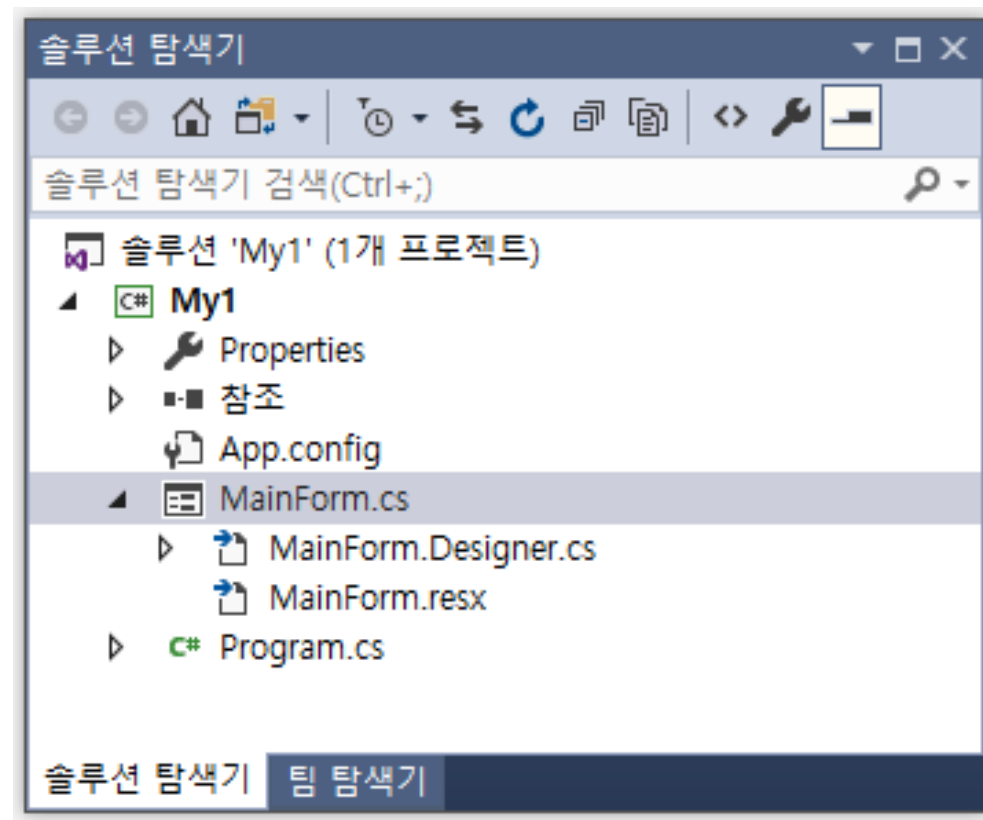 솔루션 탐색기
솔루션 탐색기 검색(Ctrl+;)
솔루션 'My1' (1개 프로젝트)
C# My1
Properties
참조
App.config
MainForm.cs
MainForm.Designer.cs
MainForm.resx
C# Program.cs
솔루션 탐색기 팀 탐색기